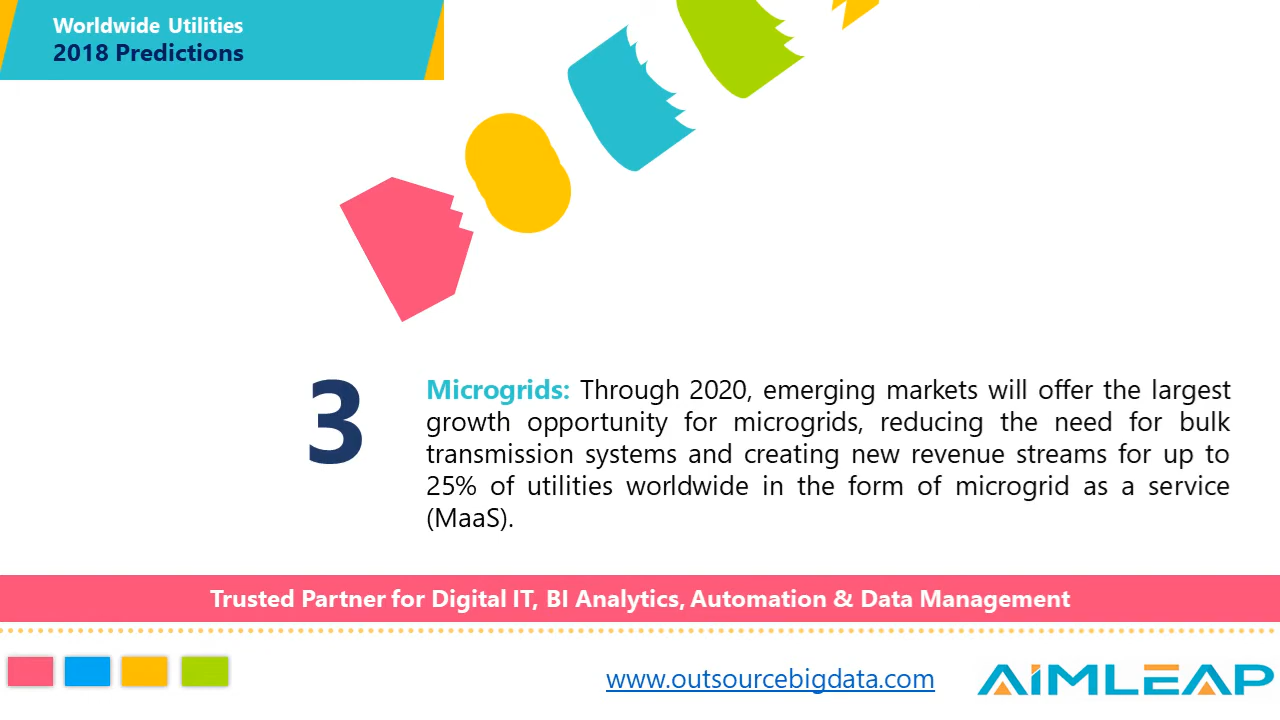 Worldwide Utilities
2018 Predictions
3
Microgrids: Through 2020, emerging markets will offer the largest
growth opportunity for microgrids, reducing the need for bulk
transmission systems and creating new revenue streams for up to
25% of utilities worldwide in the form of microgrid as a service
(MaaS).
Trusted Partner for Digital IT, BI Analytics, Automation & Data Management
www.outsourcebigdata.com
AiMLEAP